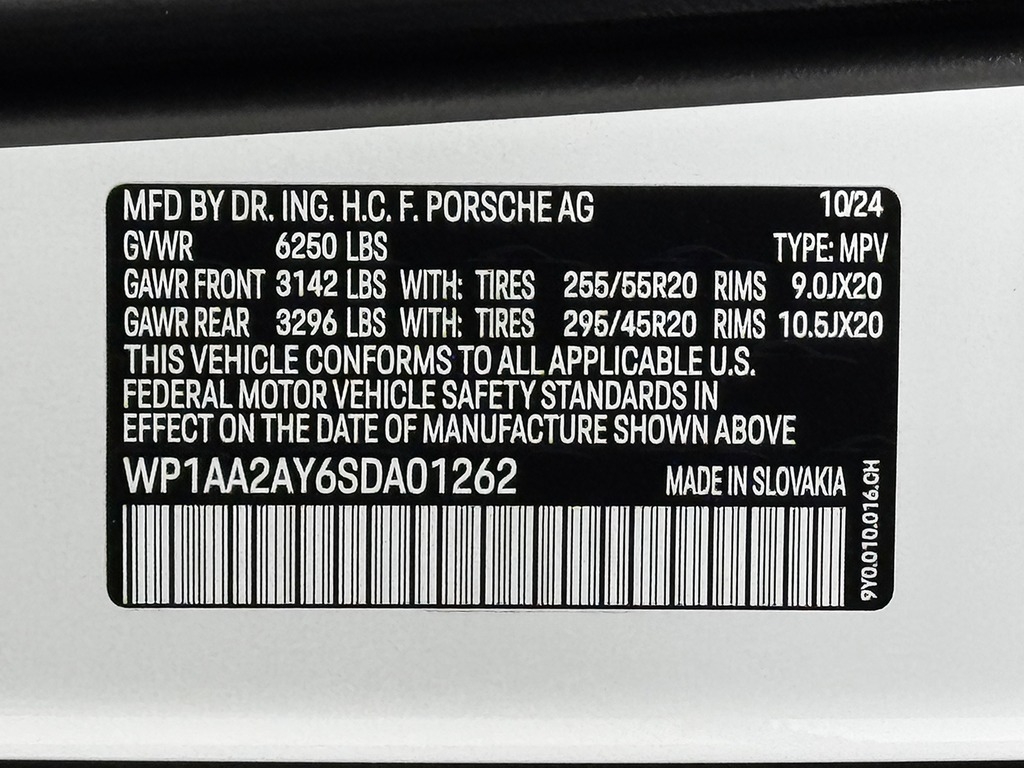 MFD BY DR. ING. H.C. F. PORSCHE AG 10/24
GVWR 6250 LBS TYPE: MPV
GAWR FRONT 3142 LBS WITH: TIRES 255/55R20 RIMS 9.0JX20
GAWR REAR 3296 LBS WITH: TIRES 295/45R20 RIMS 10.5JX20
THIS VEHICLE CONFORMS TO ALL APPLICABLE U.S.
FEDERAL MOTOR VEHICLE SAFETY STANDARDS IN
EFFECT ON THE DATE OF MANUFACTURE SHOWN ABOVE
WP1AA2AY6SDA01262 MADE IN SLOVAKIA
9Y0.010.016.CH